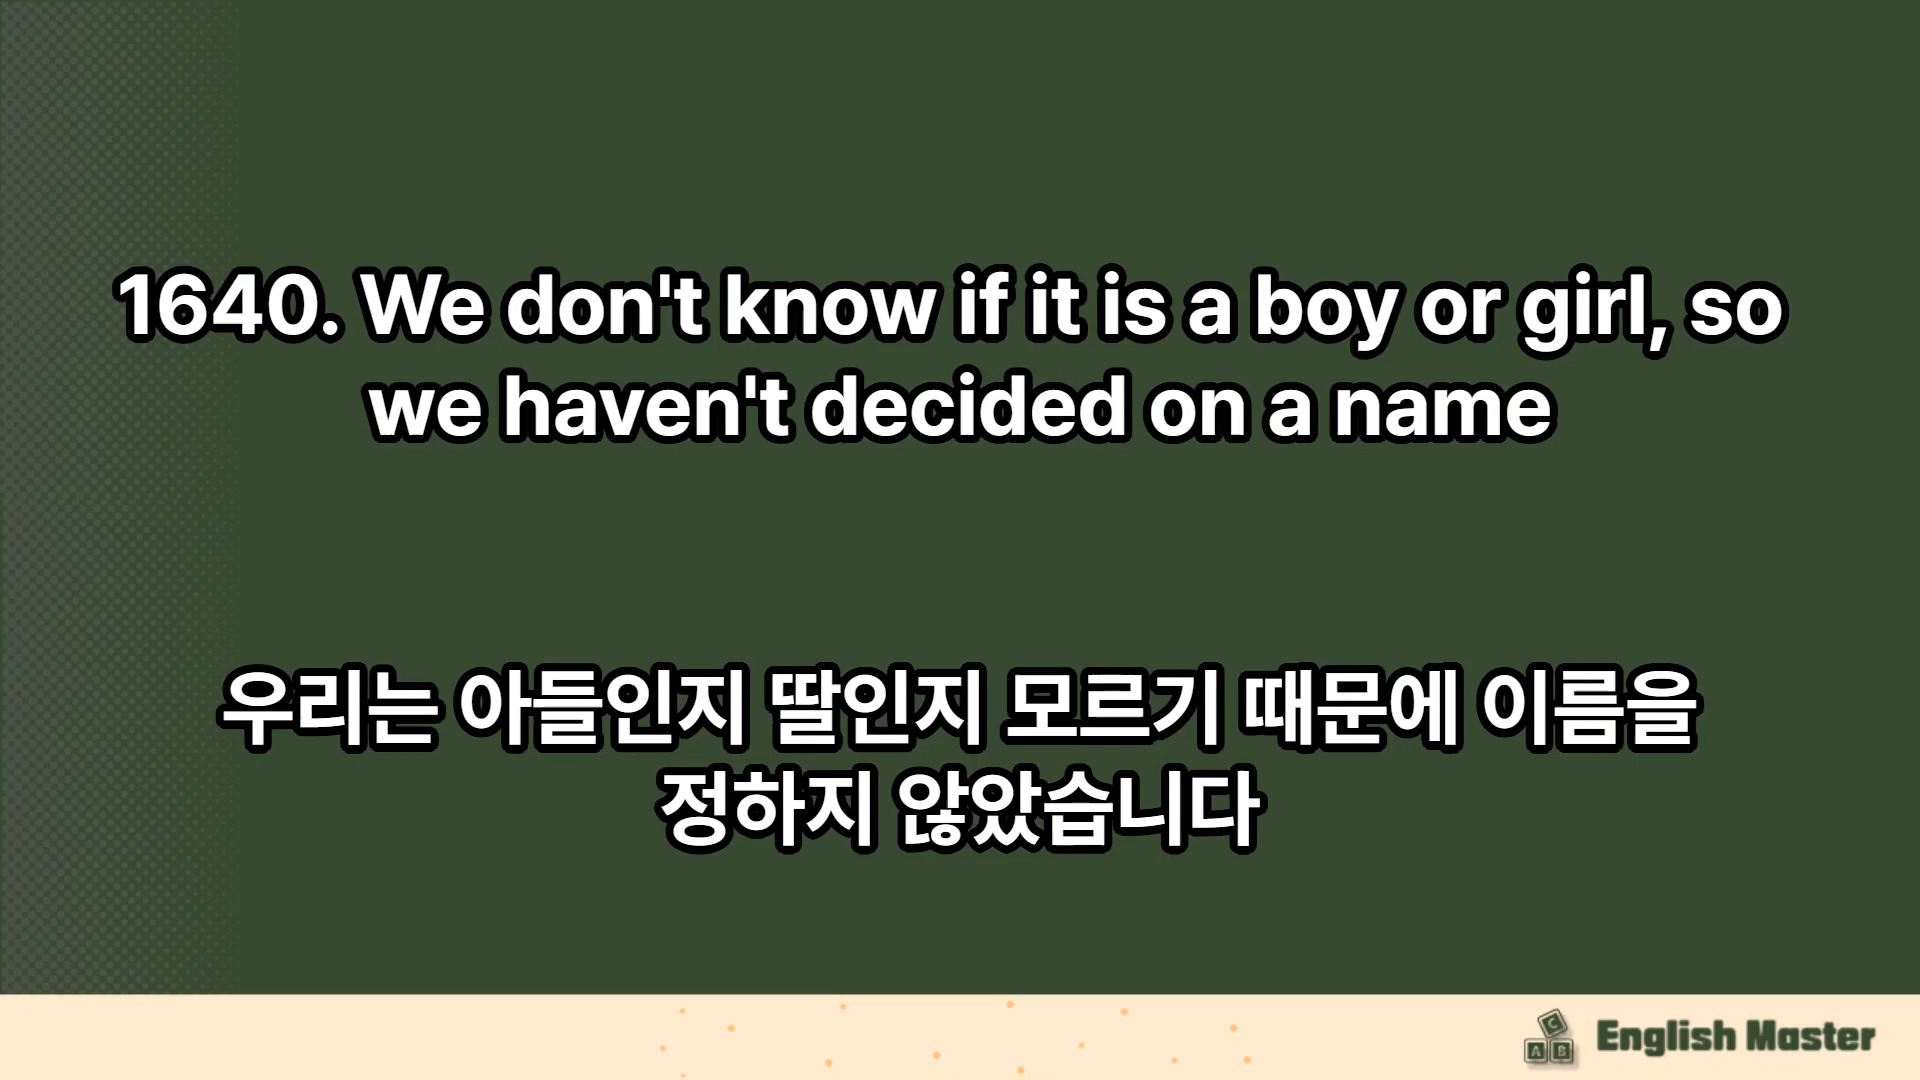 1640. We don't know if it is a boy or girl, so
we haven't decided on a name
우리는 아들인지 딸인지 모르기 때문에 이름을
정하지 않았습니다
C
A B
English Master